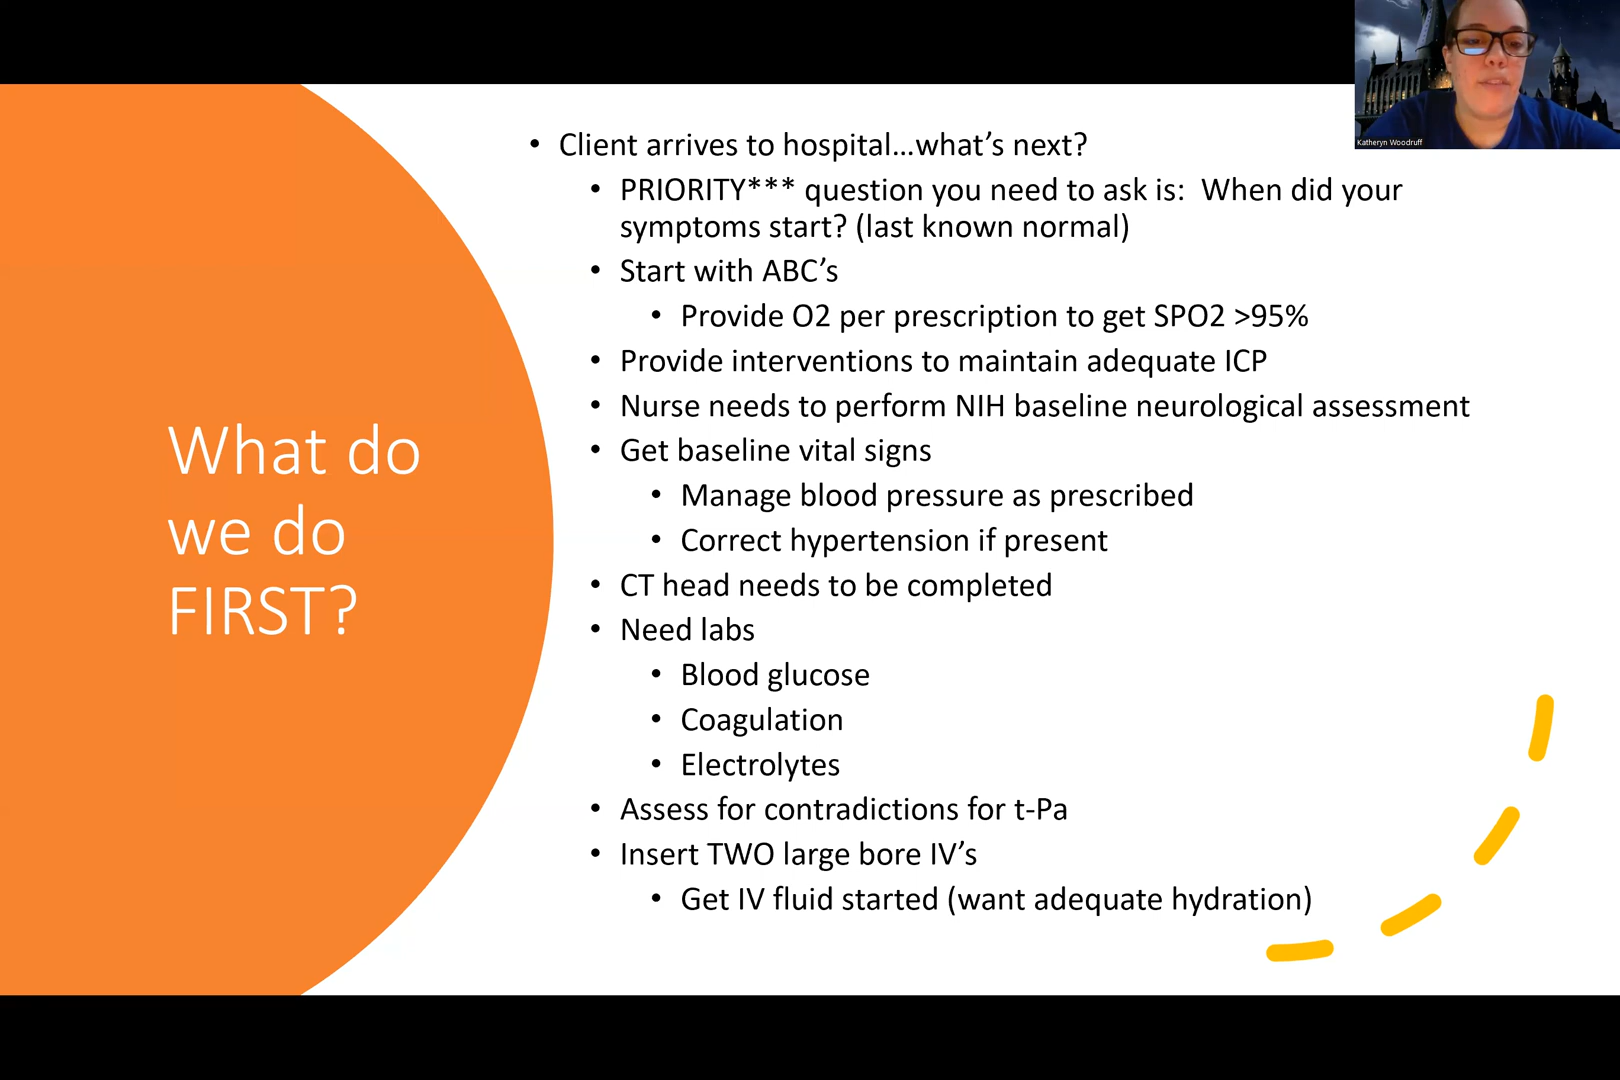 Katheryn Woodruff
What do
we do
FIRST?
• Client arrives to hospital…what’s next?
• PRIORITY*** question you need to ask is:  When did your
symptoms start? (last known normal)
• Start with ABC’s
• Provide O2 per prescription to get SPO2 >95%
• Provide interventions to maintain adequate ICP
• Nurse needs to perform NIH baseline neurological assessment
• Get baseline vital signs
• Manage blood pressure as prescribed
• Correct hypertension if present
• CT head needs to be completed
• Need labs
• Blood glucose
• Coagulation
• Electrolytes
• Assess for contradictions for t-Pa
• Insert TWO large bore IV’s
• Get IV fluid started (want adequate hydration)